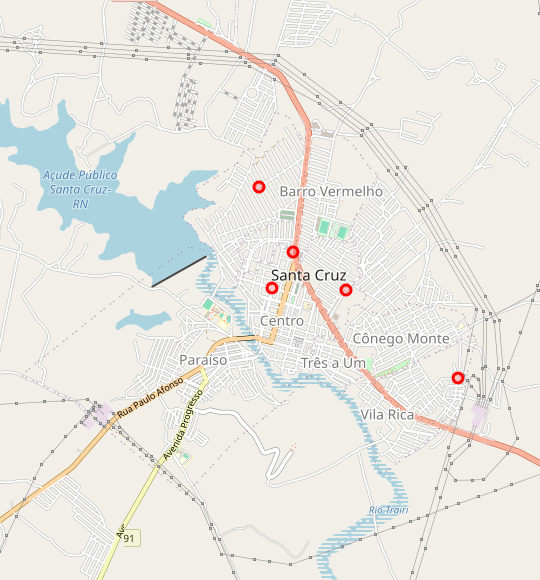 Açude Público
Santa Cruz-
RN
Barro Vermelho
Santa Cruz
Centro
Cônego Monte
Paraíso
Três a Um
Rua Paulo Afonso
Avenida Progresso
Vila Rica
Rio Trairi
Ave
91